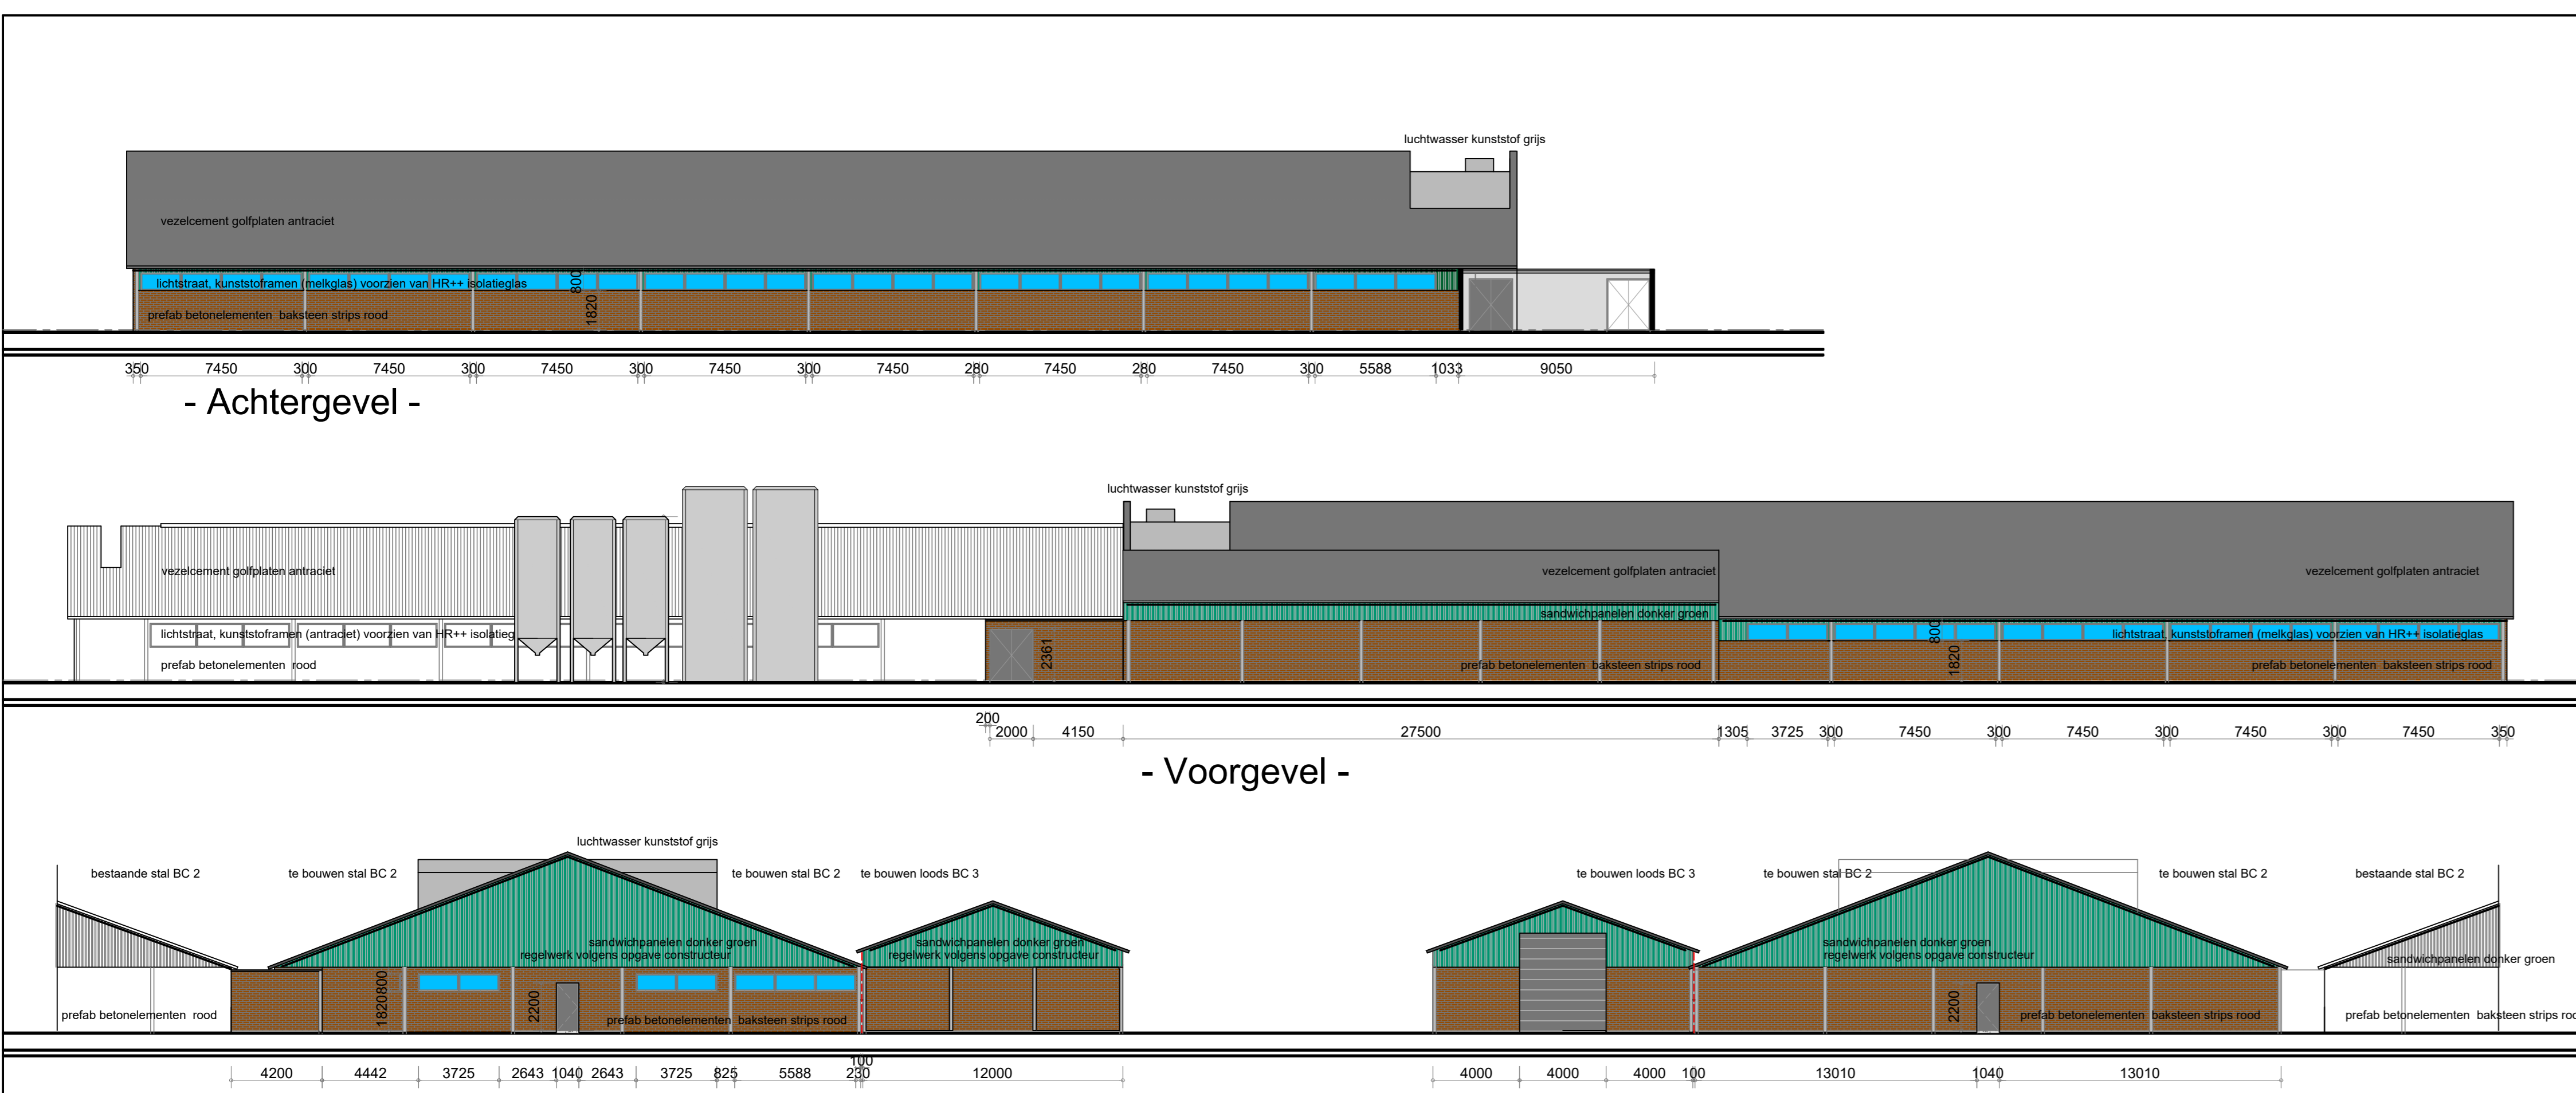 luchtwasser kunststof grijs
vezelcement golfplaten antraciet
lichtstraat, kunststoframen (melkglas) voorzien van HR++ isolatieglas
800
1820
prefab betonelementen baksteen strips rood
350 7450 300 7450 300 7450 300 7450 300 7450 280 7450 280 7450 300 5588 1033 9050
- Achtergevel -
luchtwasser kunststof grijs
vezelcement golfplaten antraciet
vezelcement golfplaten antraciet
vezelcement golfplaten antraciet
sandwichpanelen donker groen
lichtstraat, kunststoframen (antraciet) voorzien van HR++ isolatieg
800
lichtstraat, kunststoframen (melkglas) voorzien van HR++ isolatieglas
prefab betonelementen rood
2361
prefab betonelementen baksteen strips rood
1820
prefab betonelementen baksteen strips rood
200
2000 4150 27500 1305 3725 300 7450 300 7450 300 7450 300 7450 350
- Voorgevel -
luchtwasser kunststof grijs
bestaande stal BC 2
te bouwen stal BC 2
te bouwen stal BC 2
te bouwen loods BC 3
te bouwen loods BC 3
te bouwen stal BC 2
te bouwen stal BC 2
bestaande stal BC 2
sandwichpanelen donker groen
regelwerk volgens opgave constructeur
sandwichpanelen donker groen
regelwerk volgens opgave constructeur
sandwichpanelen donker groen
regelwerk volgens opgave constructeur
sandwichpanelen donker groen
prefab betonelementen rood
1820800
2200
prefab betonelementen baksteen strips rood
2200
prefab betonelementen baksteen strips rood
prefab betonelementen baksteen strips roo
100
4200 4442 3725 2643 1040 2643 3725 825 5588 230 12000
4000 4000 4000 100 13010 1040 13010